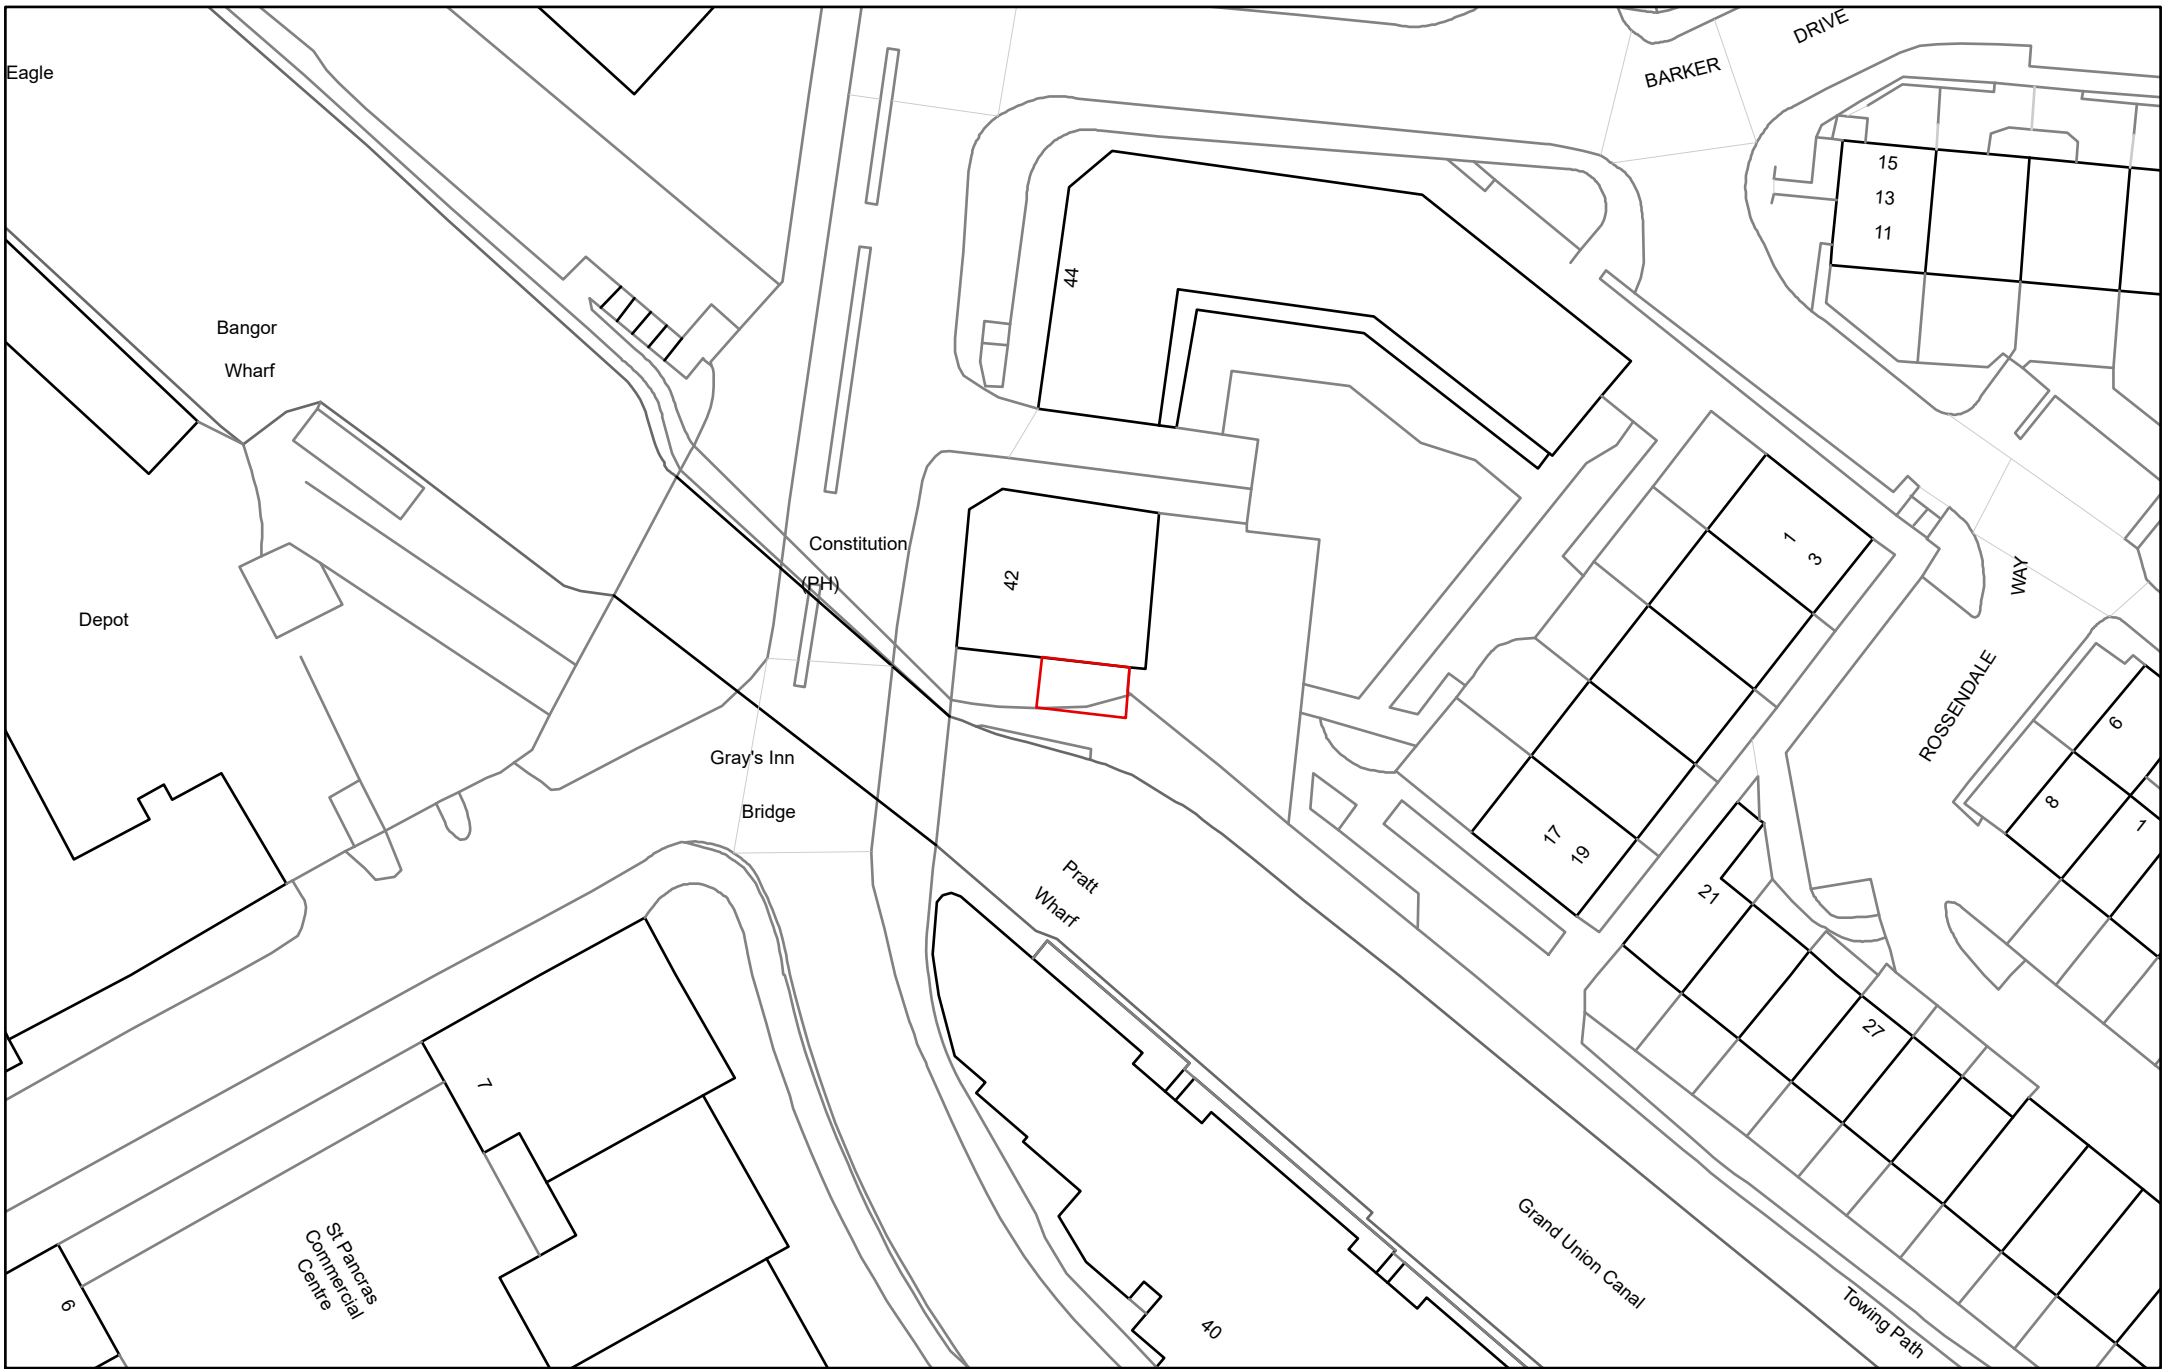 DRIVE
BARKER
Eagle
15
13
11
44
Bangor
Wharf
Constitution
(PH)
42
1
3
WAY
Depot
ROSSENDALE
6
8
1
Gray's Inn
Bridge
17
19
Pratt
Wharf
21
27
7
St Pancras
Commercial
Centre
6
40
Grand Union Canal
Towing Path